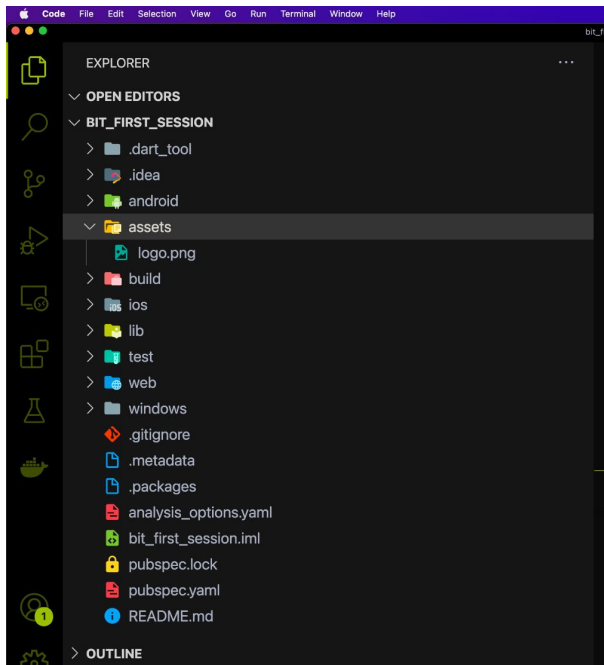 Code File Edit Selection View Go Run Terminal Window Help
bit_f
EXPLORER
OPEN EDITORS
BIT_FIRST_SESSION
.dart_tool
.idea
android
assets
logo.png
build
iOS ios
lib
test
web
windows
.gitignore
.metadata
.packages
analysis_options.yaml
bit_first_session.iml
pubspec.lock
pubspec.yaml
README.md
1
OUTLINE